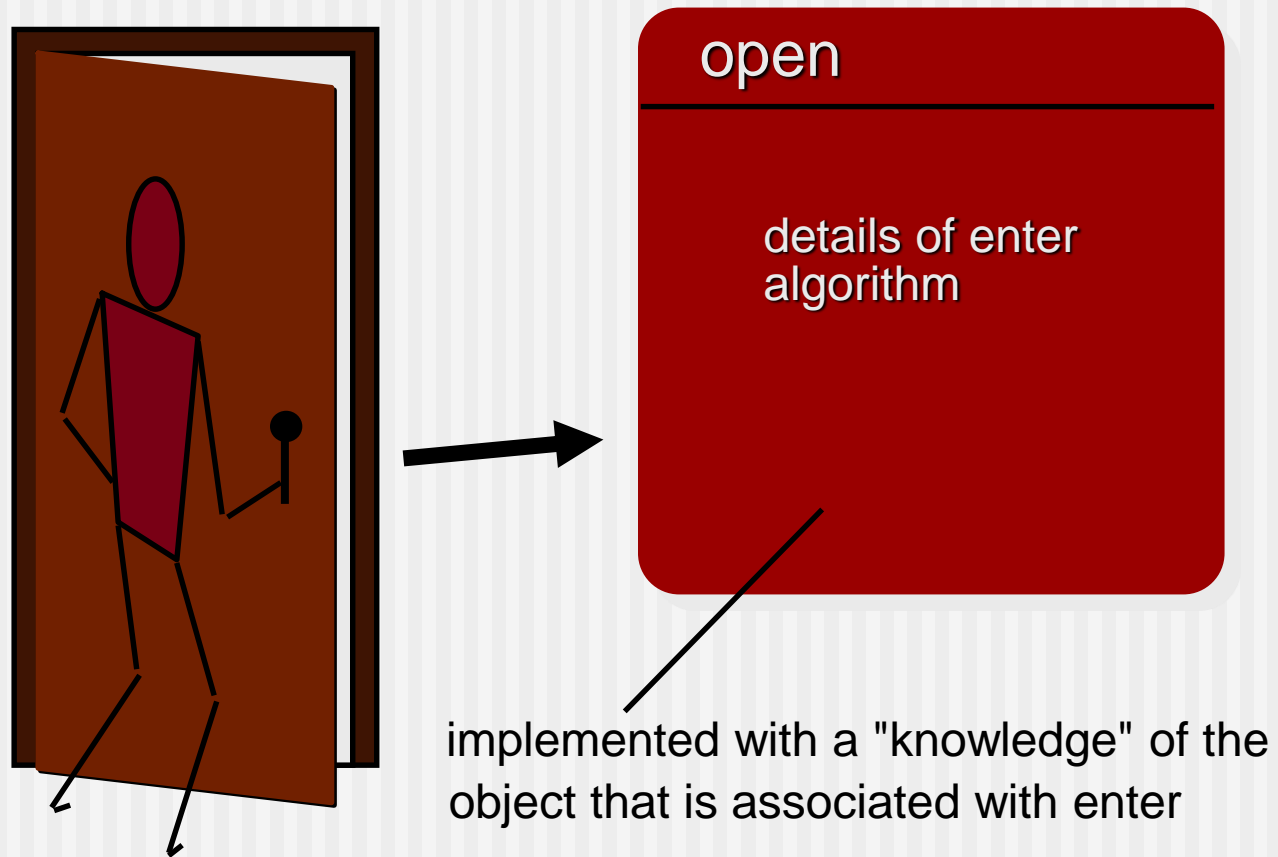 open
details of enter
algorithm
implemented with a "knowledge" of the
object that is associated with enter